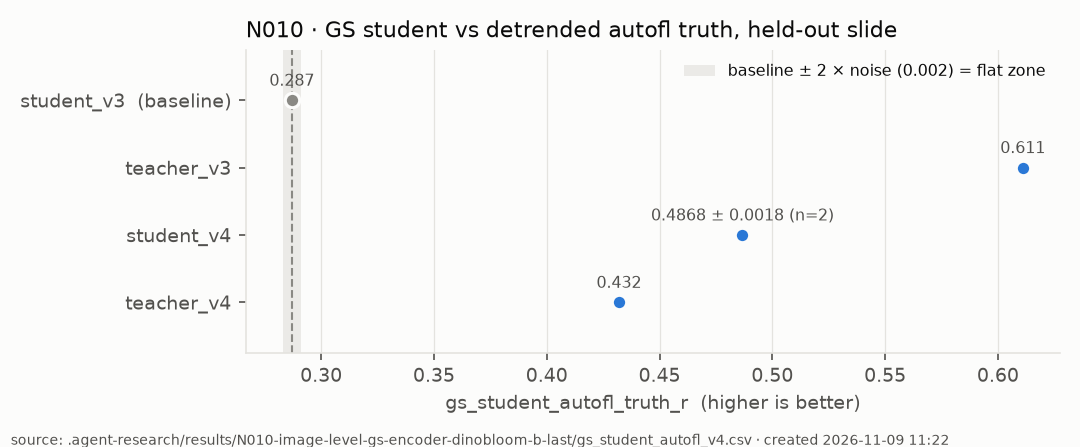 N010 · GS student vs detrended autofl truth, held-out slide
baseline ± 2 × noise (0.002) = flat zone
0.287
student_v3 (baseline)
0.611
teacher_v3
0.4868 ± 0.0018 (n=2)
student_v4
0.432
teacher_v4
0.30 0.35 0.40 0.45 0.50 0.55 0.60
gs_student_autofl_truth_r (higher is better)
source: .agent-research/results/N010-image-level-gs-encoder-dinobloom-b-last/gs_student_autofl_v4.csv · created 2026-11-09 11:22